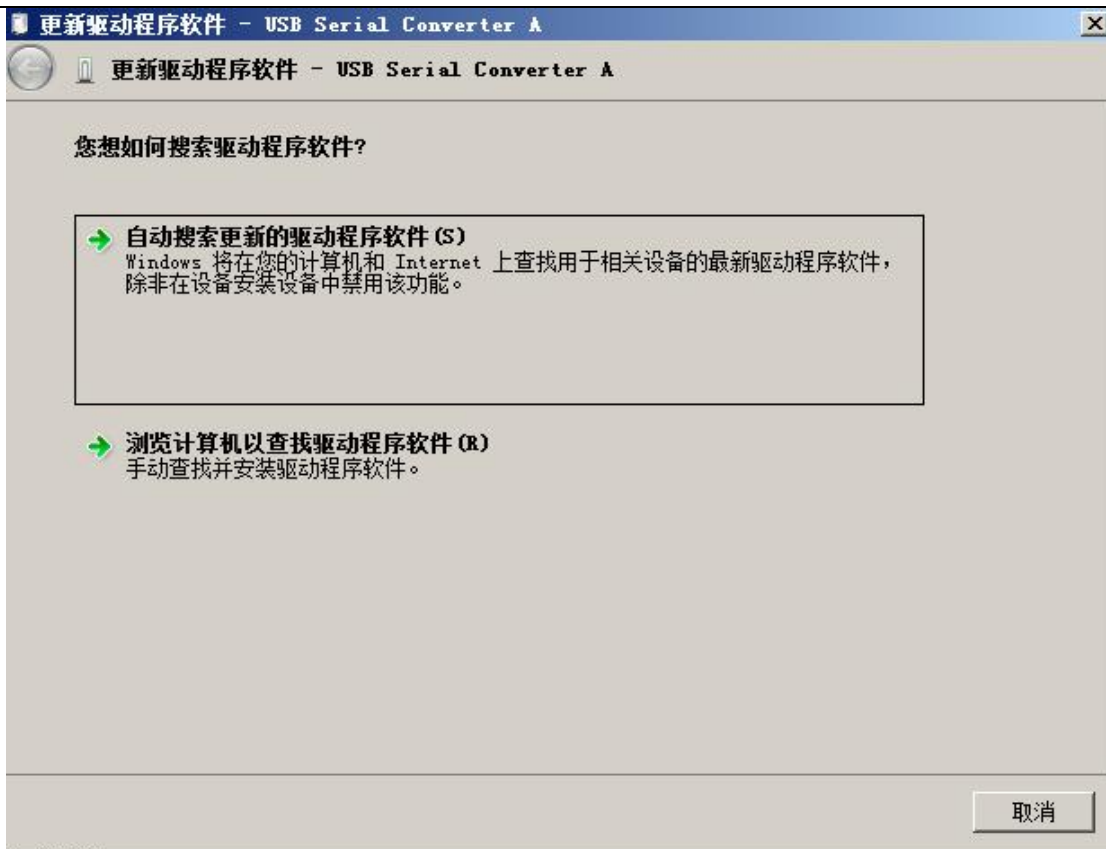 更新驱动程序软件 - USB Serial Converter A
更新驱动程序软件 - USB Serial Converter A
您想如何搜索驱动程序软件?
自动搜索更新的驱动程序软件(S)
Windows 将在您的计算机和 Internet 上查找用于相关设备的最新驱动程序软件，
除非在设备安装设备中禁用该功能。
浏览计算机以查找驱动程序软件(R)
手动查找并安装驱动程序软件。
取消